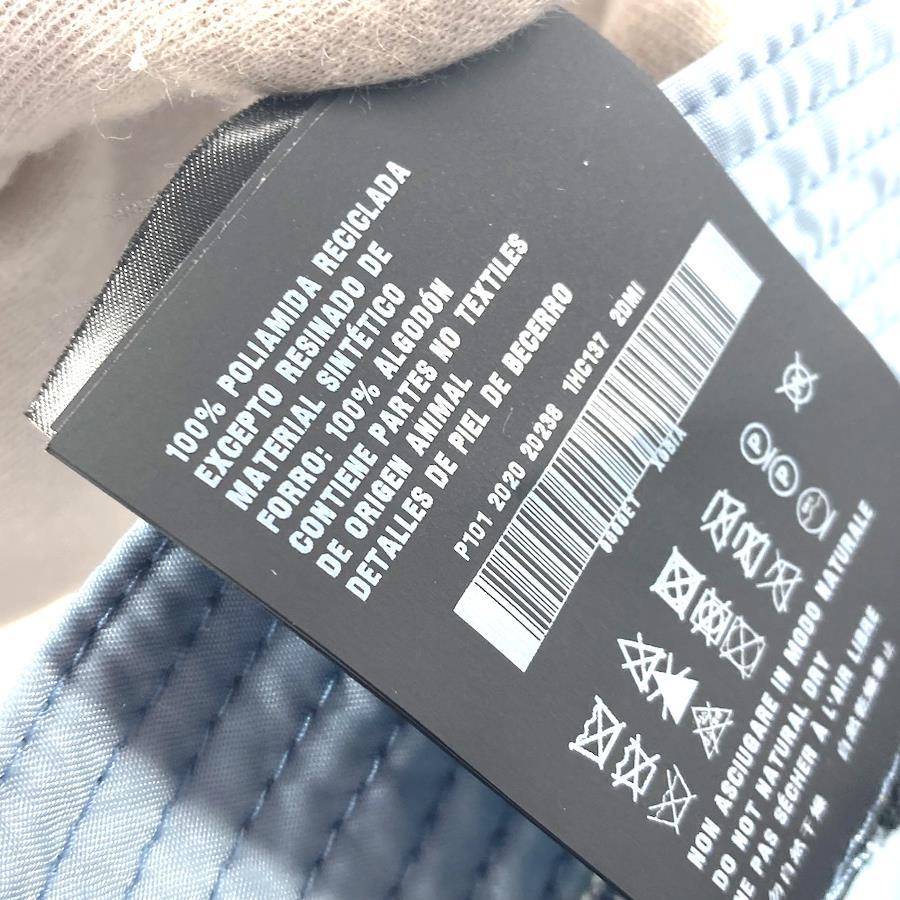 100% POLIAMIDA RECICLADA
EXCEPTO RESINADO DE
MATERIAL SINTÉTICO
FORRO: 100% ALGODÓN
CONTIENE PARTES NO TEXTILES
DE ORIGEN ANIMAL
DETALLES DE PIEL DE BECERRO
P101 2020 20238 1HC137 2DMI
P
P
NON ASCIUGARE IN MODO NATURALE
DO NOT NATURAL DRY
NE PAS SÉCHER À L'AIR LIBRE